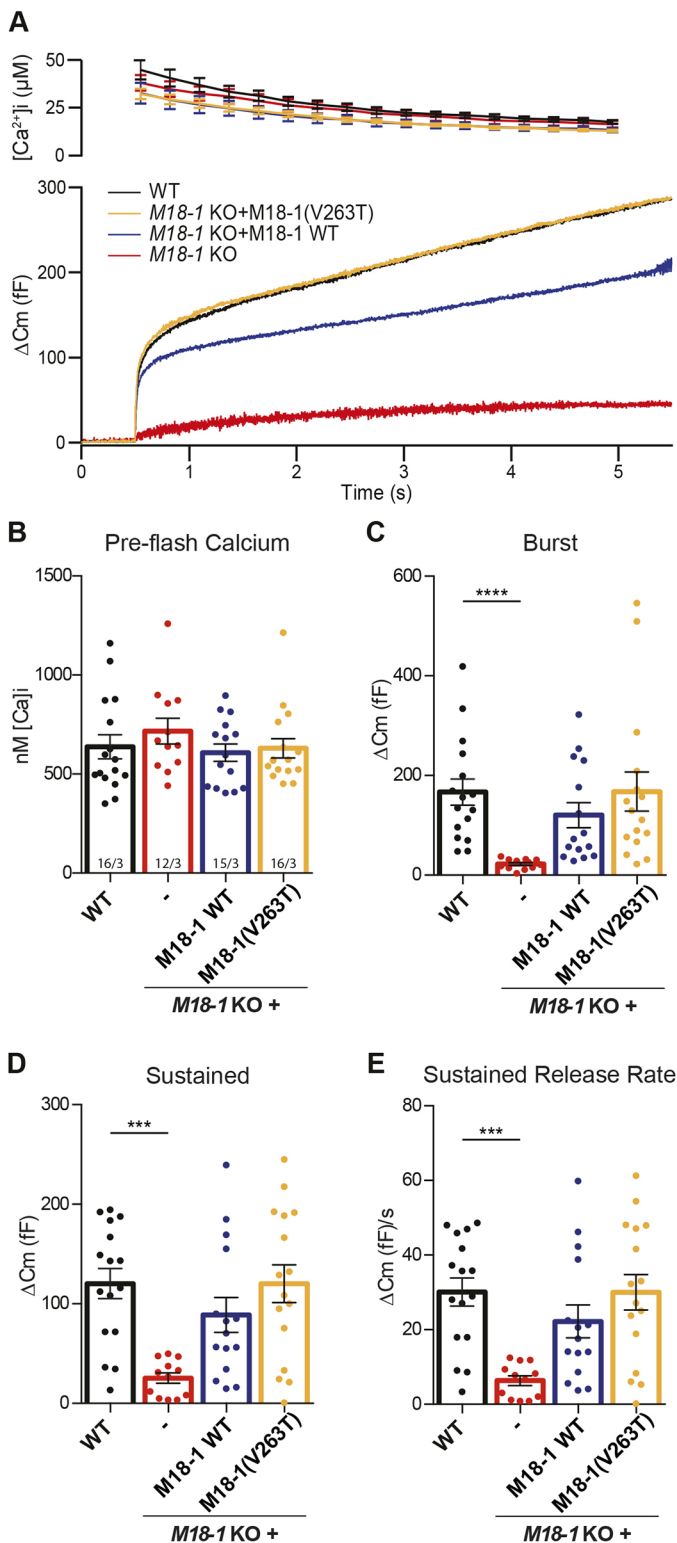 A
[Ca²⁺]i (µM)
50
25
0
WT
M18-1 KO+M18-1(V263T)
M18-1 KO+M18-1 WT
M18-1 KO
ΔCm (fF)
300
200
100
0
0 1 2 3 4 5
Time (s)
B
Pre-flash Calcium
nM [Ca]i
1500
1000
500
0
16/3 12/3 15/3 16/3
WT - M18-1 WT M18-1(V263T)
M18-1 KO +
C
Burst
ΔCm (fF)
600
400
200
0
****
WT - M18-1 WT M18-1(V263T)
M18-1 KO +
D
Sustained
ΔCm (fF)
300
200
100
0
***
WT - M18-1 WT M18-1(V263T)
M18-1 KO +
E
Sustained Release Rate
ΔCm (fF)/s
80
60
40
20
0
***
WT - M18-1 WT M18-1(V263T)
M18-1 KO +